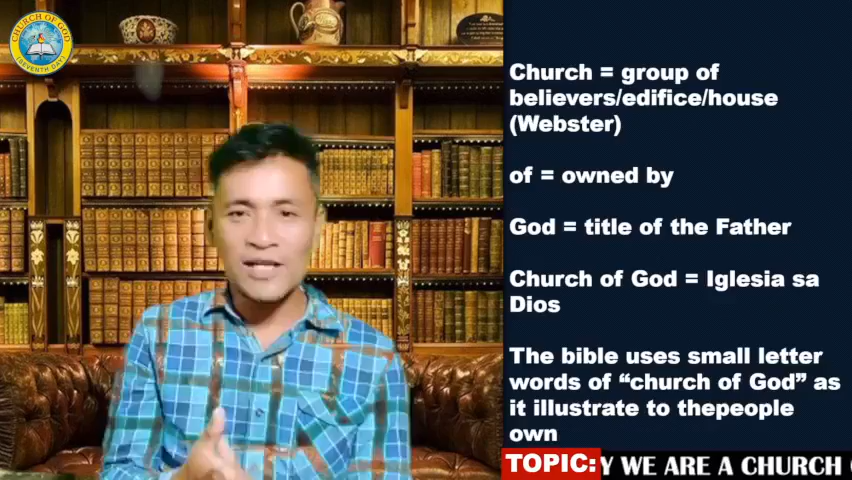 CHURCH OF GOD
(SEVENTH DAY)
Church = group of
believers/edifice/house
(Webster)
of = owned by
God = title of the Father
Church of God = Iglesia sa
Dios
The bible uses small letter
words of “church of God” as
it illustrate to thepeople
own
TOPIC: Y WE ARE A CHURCH